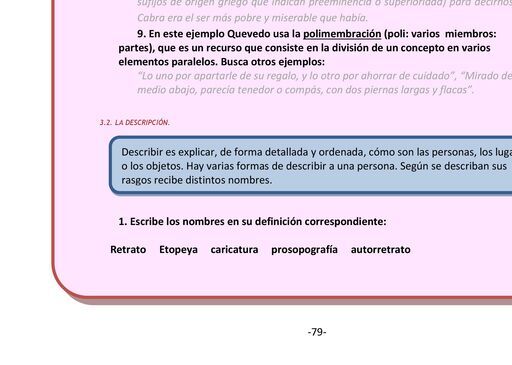 sufijos de origen griego que indican preeminencia o superioridad) para decirnos
Cabra era el ser más pobre y miserable que había.
9. En este ejemplo Quevedo usa la polimembración (poli: varios miembros:
partes), que es un recurso que consiste en la división de un concepto en varios
elementos paralelos. Busca otros ejemplos:
“Lo uno por apartarle de su regalo, y lo otro por ahorrar de cuidado”, “Mirado de
medio abajo, parecía tenedor o compás, con dos piernas largas y flacas”.
3.2. LA DESCRIPCIÓN.
Describir es explicar, de forma detallada y ordenada, cómo son las personas, los
o los objetos. Hay varias formas de describir a una persona. Según se describan sus
rasgos recibe distintos nombres.
1. Escribe los nombres en su definición correspondiente:
Retrato Etopeya caricatura prosopografía autorretrato
-79-